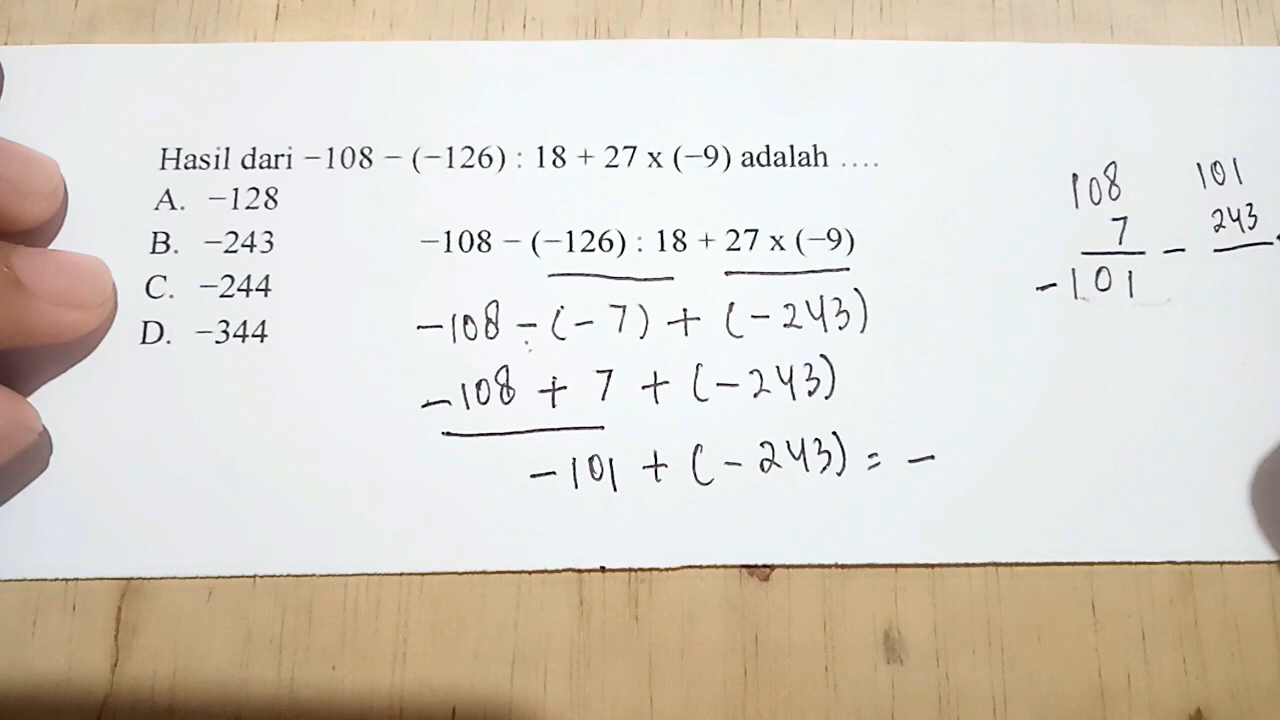 Hasil dari −108 − (−126) : 18 + 27 x (−9) adalah ....
A. −128
B. −243
C. −244
D. −344
−108 − (−126) : 18 + 27 x (−9)
−108 − (−7) + (−243)
−108 + 7 + (−243)
−101 + (−243) = −
108
7
−
−101
101
243